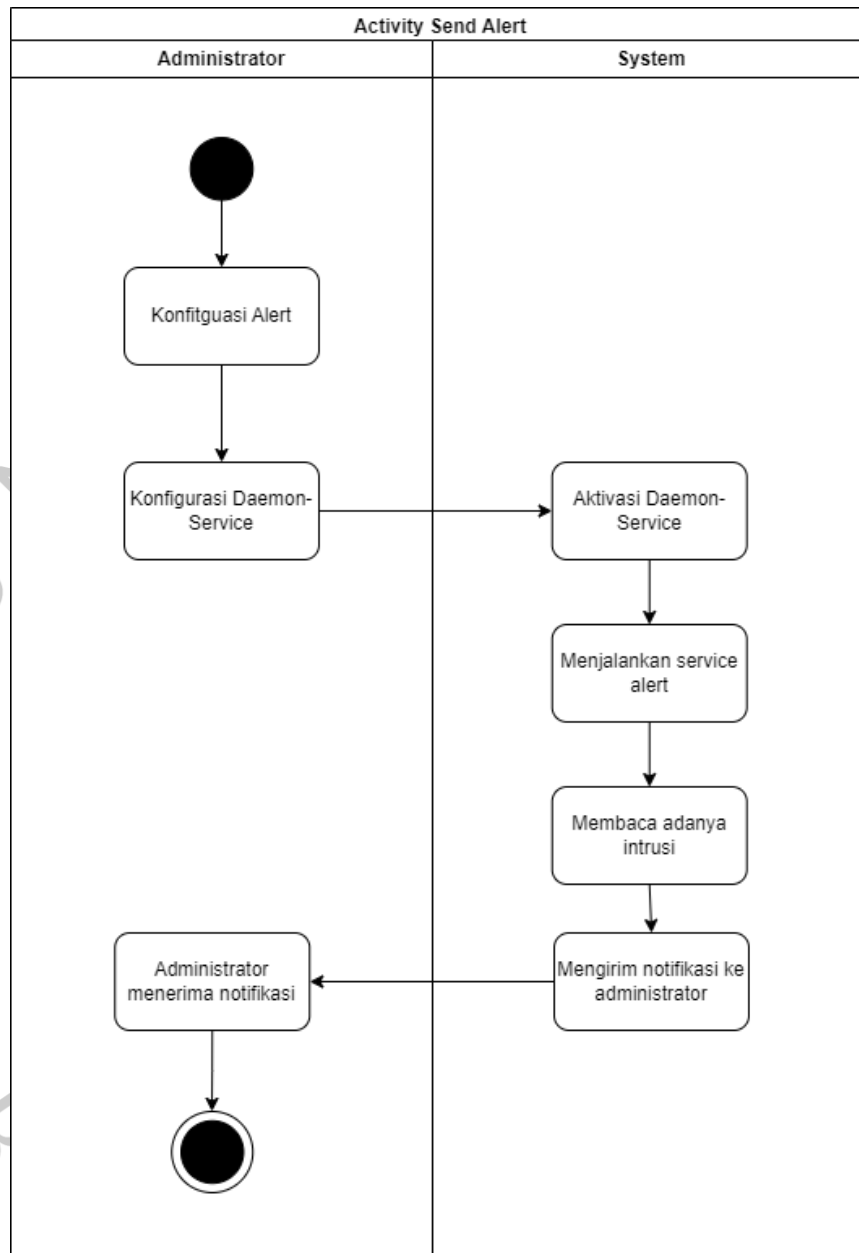 Activity Send Alert
Administrator
System
Konfitguasi Alert
Konfigurasi Daemon-
Service
Aktivasi Daemon-
Service
Menjalankan service
alert
Membaca adanya
intrusi
Mengirim notifikasi ke
administrator
Administrator
menerima notifikasi